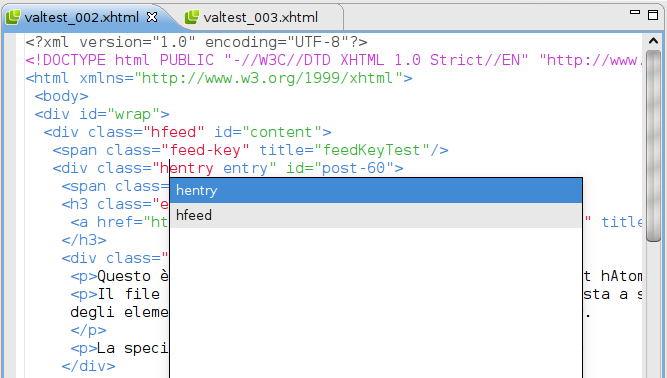 valtest_002.xhtml valtest_003.xhtml
<?xml version="1.0" encoding="UTF-8"?>
<!DOCTYPE html PUBLIC "-//W3C//DTD XHTML 1.0 Strict//EN" "http://www.
<html xmlns="http://www.w3.org/1999/xhtml">
<body>
<div id="wrap">
<div class="hfeed" id="content">
<span class="feed-key" title="feedKeyTest"/>
<div class="hentry entry" id="post-60">
<span class=
hentry
<h3 class="e
hfeed
<a href="ht " title
</h3>
<div class="
<p>Questo è t hAtom
<p>Il file sta a s
degli eleme .
</p>
<p>La speci
</div>